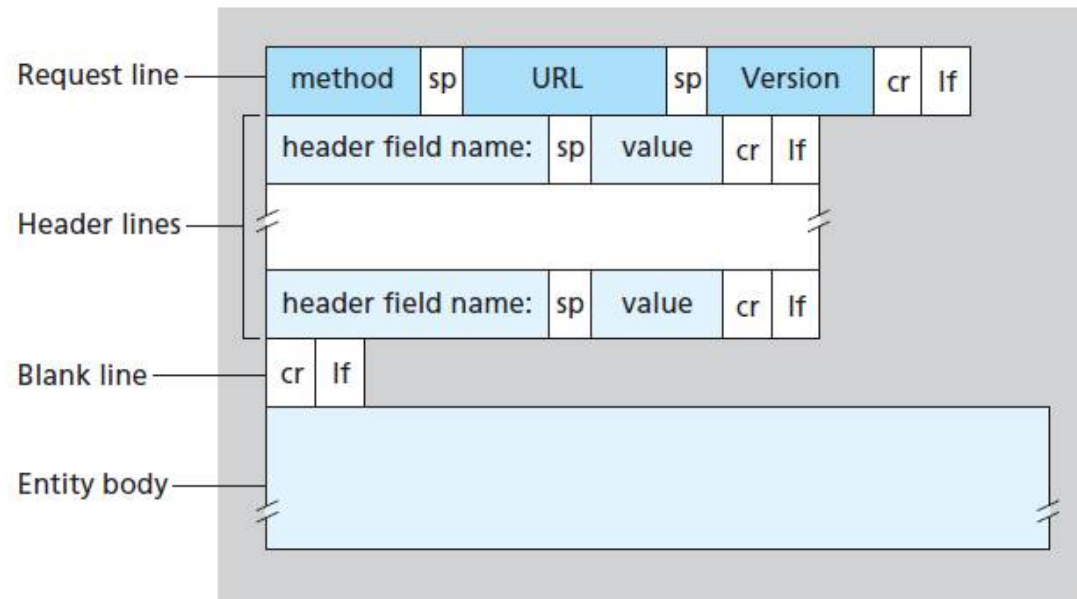 Request line method sp URL sp Version cr lf
header field name: sp value cr lf
Header lines
header field name: sp value cr lf
Blank line cr lf
Entity body